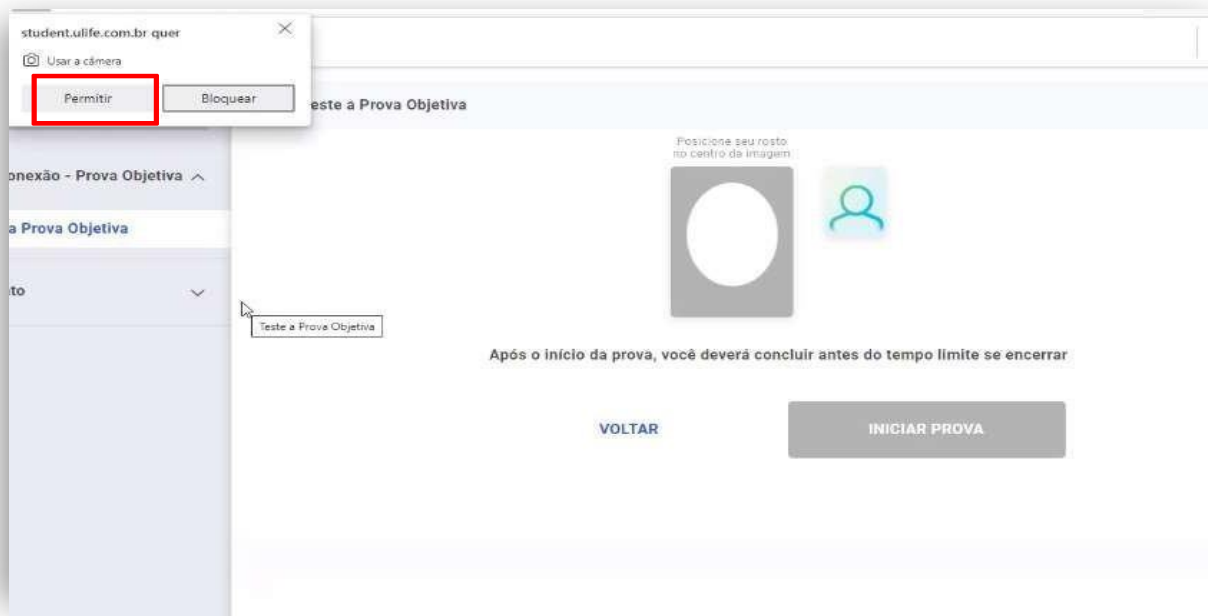 student.ulife.com.br quer
Usar a câmera
Permitir
Bloquear
este a Prova Objetiva
Posicione seu rosto
no centro da imagem
onexão - Prova Objetiva
a Prova Objetiva
to
Teste a Prova Objetiva
Após o início da prova, você deverá concluir antes do tempo limite se encerrar
VOLTAR
INICIAR PROVA